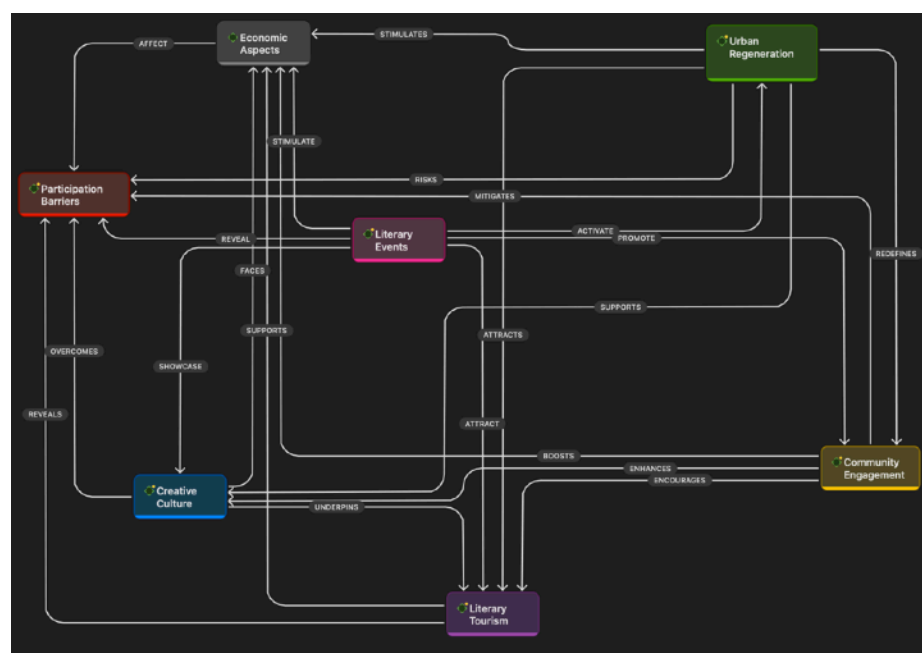 Economic
Aspects
AFFECT
STIMULATES
Urban
Regeneration
STIMULATE
Participation
Barriers
RISKS
MITIGATES
Literary
Events
ACTIVATE
PROMOTE
REVEAL
REDEFINES
FACES
SUPPORTS
SUPPORTS
ATTRACTS
OVERCOMES
SHOWCASE
REVEALS
ATTRACT
BOOSTS
ENHANCES
ENCOURAGES
Community
Engagement
Creative
Culture
UNDERPINS
Literary
Tourism